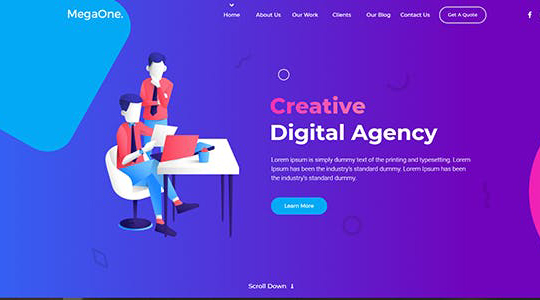 MegaOne.
Home About Us Our Work Clients Our Blog Contact Us Get A Quote
Creative
Digital Agency
Lorem ipsum is simply dummy text of the printing and typesetting. Lorem
Ipsum has been the industry's standard dummy. Lorem Ipsum has been
the industry's standard dummy.
Learn More
Scroll Down